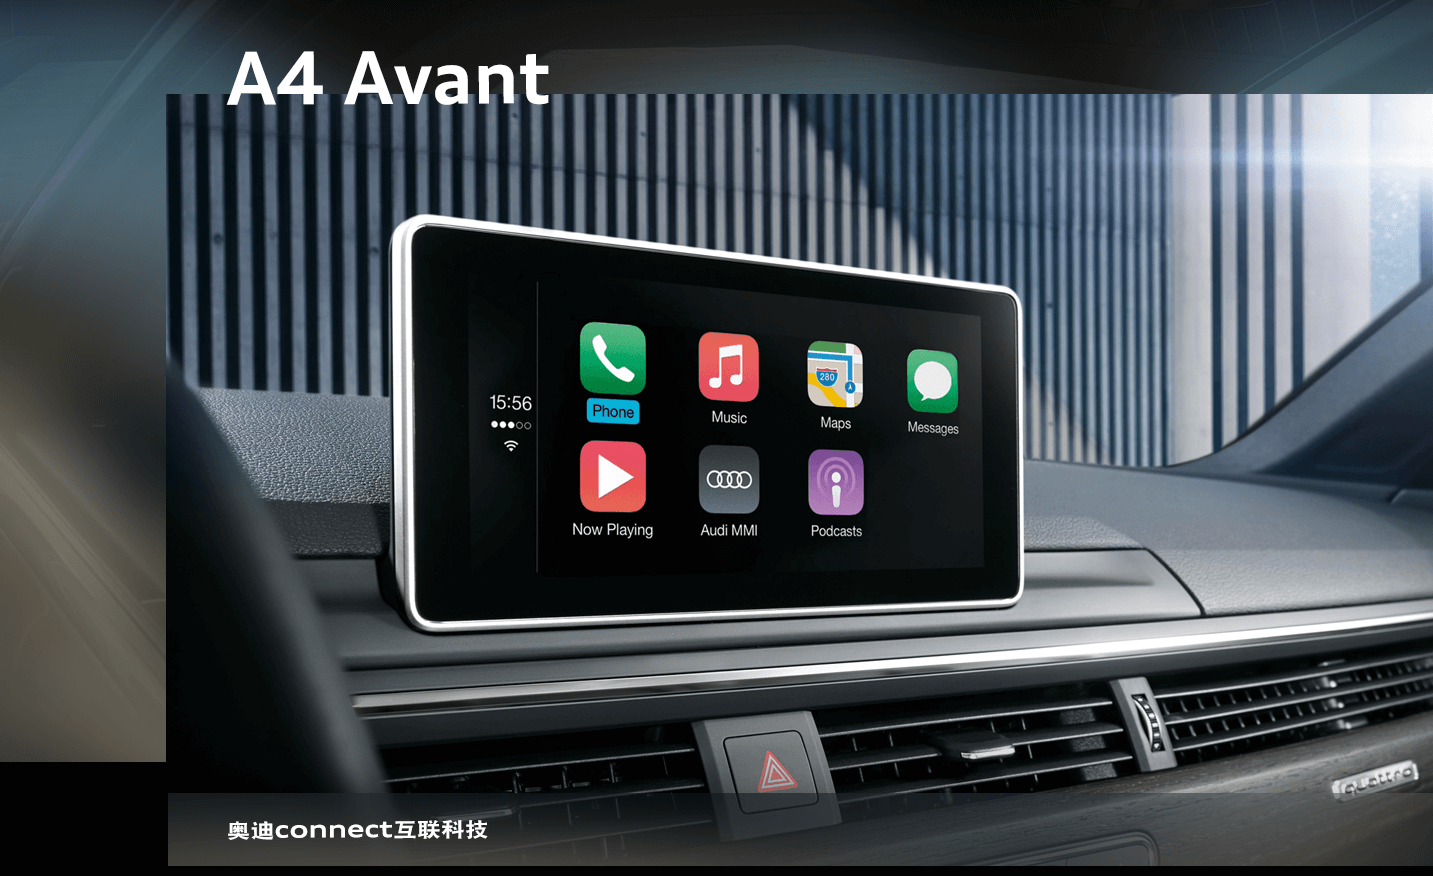 A4 Avant
15:56
Phone
Music
Maps
280
Messages
Now Playing
Audi MMI
Podcasts
quattro
奥迪connect互联科技